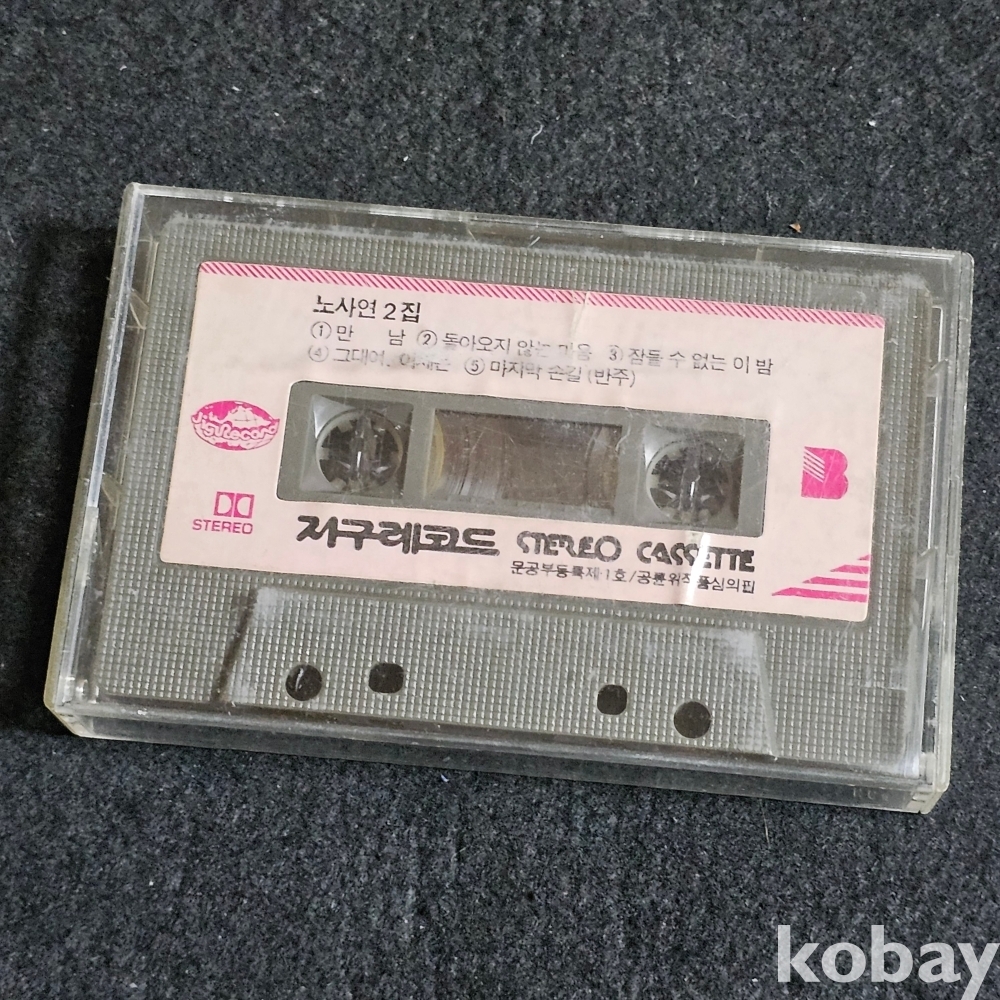 노사연 2 집
① 만 남 ② 돌아오지 않는 마음 ③ 잠들 수 없는 이 밤
④ 그대여, ⑤ 마지막 손길 (반주)
JiguRecord
B
STEREO
지구레코드 STEREO CASSETTE
문공부등록제1호/공륜위작품심의필
kobay